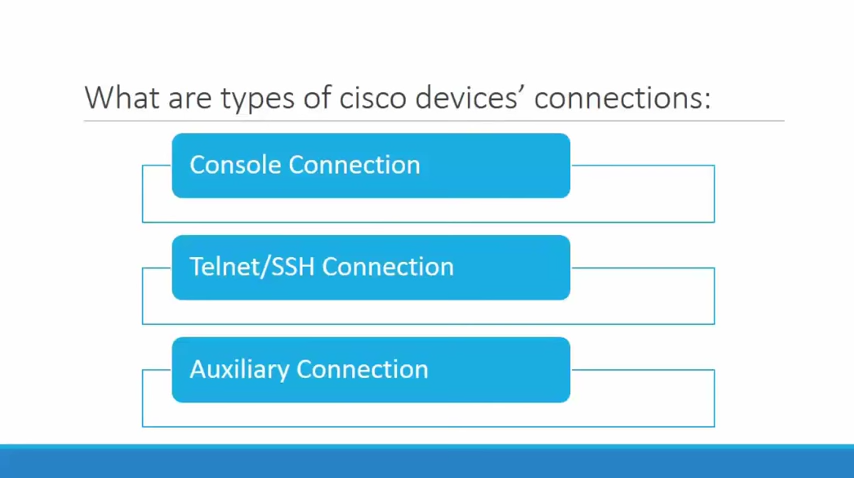 What are types of cisco devices’ connections:
Console Connection
Telnet/SSH Connection
Auxiliary Connection